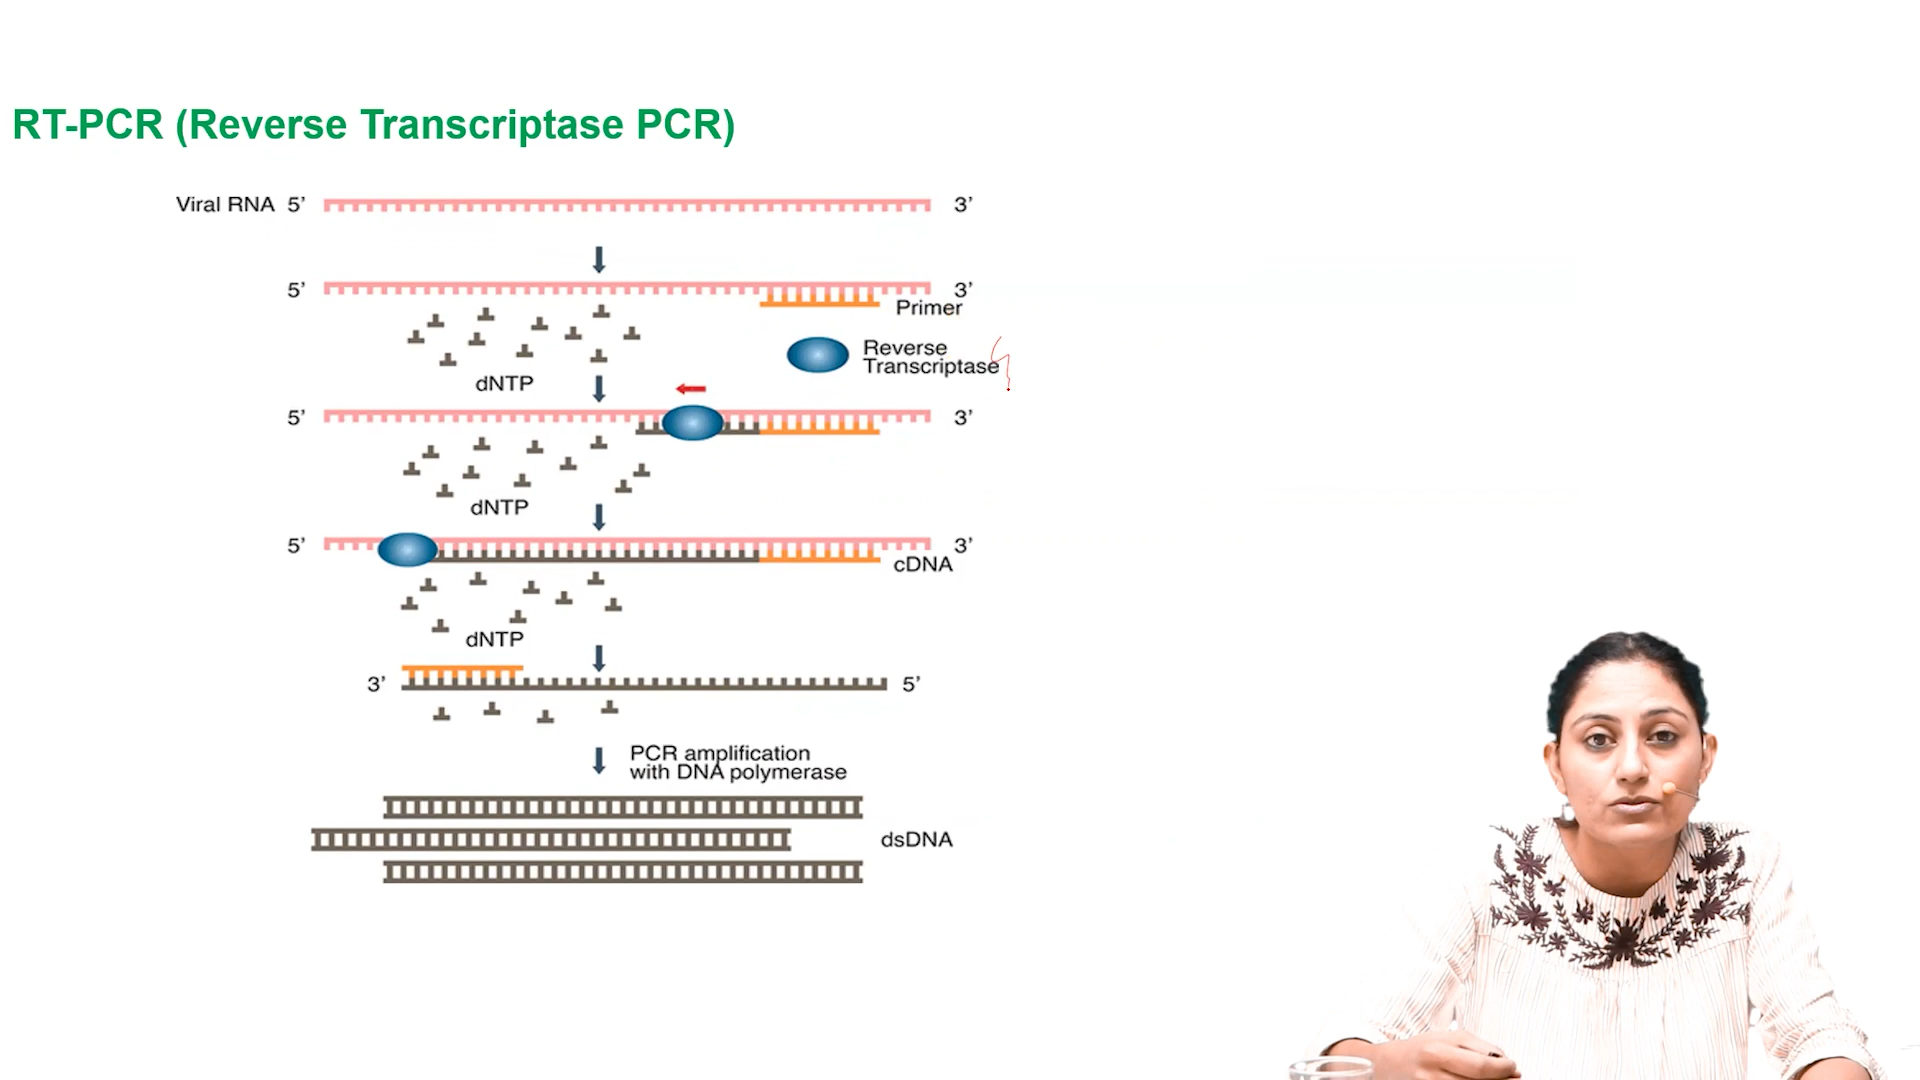 RT-PCR (Reverse Transcriptase PCR)
Viral RNA 5’ 3’
5’ 3’
Primer
Reverse
Transcriptase
dNTP
5’ 3’
dNTP
5’ 3’
cDNA
dNTP
3’ 5’
PCR amplification
with DNA polymerase
dsDNA